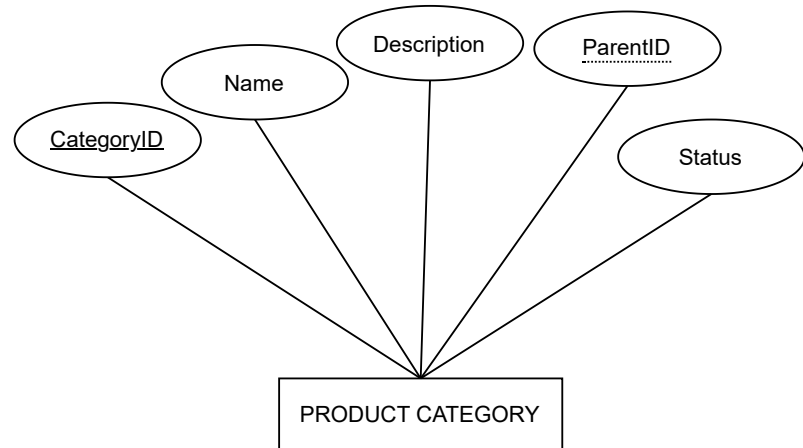 CategoryID
Name
Description
ParentID
Status
PRODUCT CATEGORY